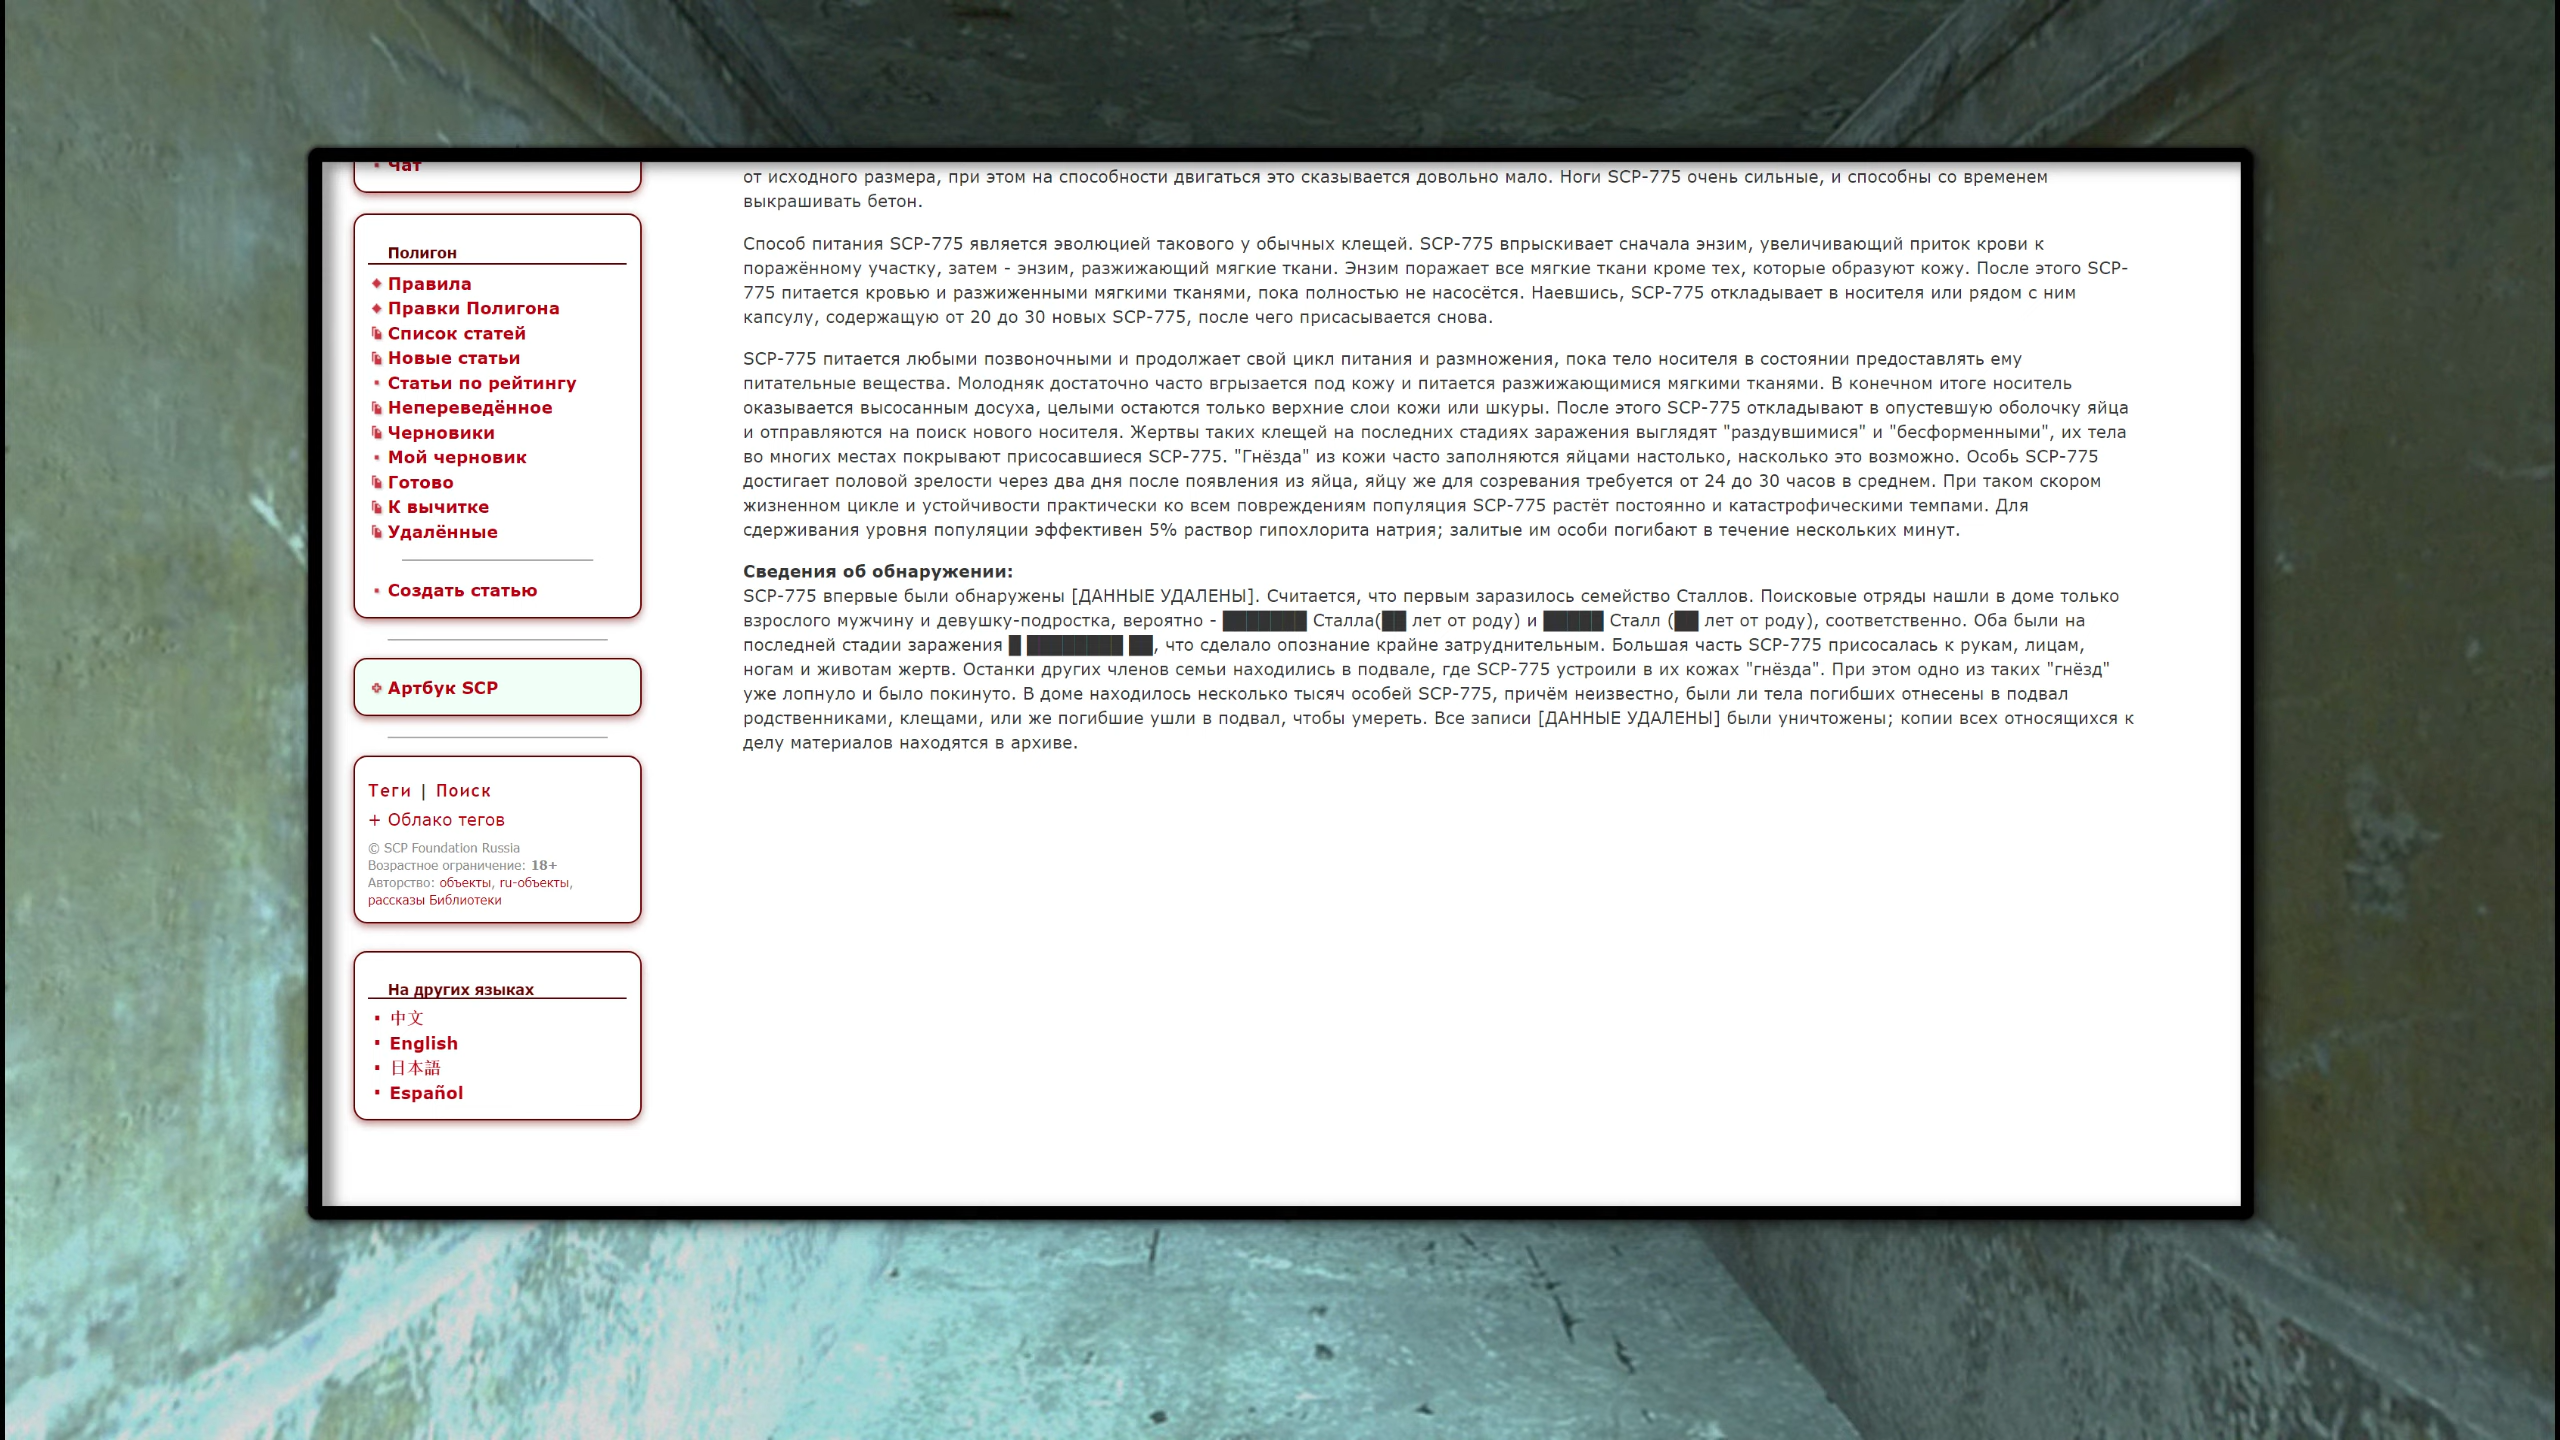 Чат
Полигон
Правила
Правки Полигона
Список статей
Новые статьи
Статьи по рейтингу
Непереведённое
Черновики
Мой черновик
Готово
К вычитке
Удалённые
Создать статью
Артбук SCP
Теги | Поиск
+ Облако тегов
© SCP Foundation Russia
Возрастное ограничение: 18+
Авторство: объекты, ru-объекты,
рассказы Библиотеки
На других языках
中文
English
日本語
Español
от исходного размера, при этом на способности двигаться это сказывается довольно мало. Ноги SCP-775 очень сильные, и способны со временем
выкрашивать бетон.
Способ питания SCP-775 является эволюцией такового у обычных клещей. SCP-775 впрыскивает сначала энзим, увеличивающий приток крови к
поражённому участку, затем - энзим, разжижающий мягкие ткани. Энзим поражает все мягкие ткани кроме тех, которые образуют кожу. После этого SCP-
775 питается кровью и разжиженными мягкими тканями, пока полностью не насосётся. Наевшись, SCP-775 откладывает в носителя или рядом с ним
капсулу, содержащую от 20 до 30 новых SCP-775, после чего присасывается снова.
SCP-775 питается любыми позвоночными и продолжает свой цикл питания и размножения, пока тело носителя в состоянии предоставлять ему
питательные вещества. Молодняк достаточно часто вгрызается под кожу и питается разжижающимися мягкими тканями. В конечном итоге носитель
оказывается высосанным досуха, целыми остаются только верхние слои кожи или шкуры. После этого SCP-775 откладывают в опустевшую оболочку яйца
и отправляются на поиск нового носителя. Жертвы таких клещей на последних стадиях заражения выглядят "раздувшимися" и "бесформенными", их тела
во многих местах покрывают присосавшиеся SCP-775. "Гнёзда" из кожи часто заполняются яйцами настолько, насколько это возможно. Особь SCP-775
достигает половой зрелости через два дня после появления из яйца, яйцу же для созревания требуется от 24 до 30 часов в среднем. При таком скором
жизненном цикле и устойчивости практически ко всем повреждениям популяция SCP-775 растёт постоянно и катастрофическими темпами. Для
сдерживания уровня популяции эффективен 5% раствор гипохлорита натрия; залитые им особи погибают в течение нескольких минут.
Сведения об обнаружении:
SCP-775 впервые были обнаружены [ДАННЫЕ УДАЛЕНЫ]. Считается, что первым заразилось семейство Сталлов. Поисковые отряды нашли в доме только
взрослого мужчину и девушку-подростка, вероятно - ███████ Сталла(██ лет от роду) и █████ Сталл (██ лет от роду), соответственно. Оба были на
последней стадии заражения █ ████████ ██, что сделало опознание крайне затруднительным. Большая часть SCP-775 присосалась к рукам, лицам,
ногам и животам жертв. Останки других членов семьи находились в подвале, где SCP-775 устроили в их кожах "гнёзда". При этом одно из таких "гнёзд"
уже лопнуло и было покинуто. В доме находилось несколько тысяч особей SCP-775, причём неизвестно, были ли тела погибших отнесены в подвал
родственниками, клещами, или же погибшие ушли в подвал, чтобы умереть. Все записи [ДАННЫЕ УДАЛЕНЫ] были уничтожены; копии всех относящихся к
делу материалов находятся в архиве.